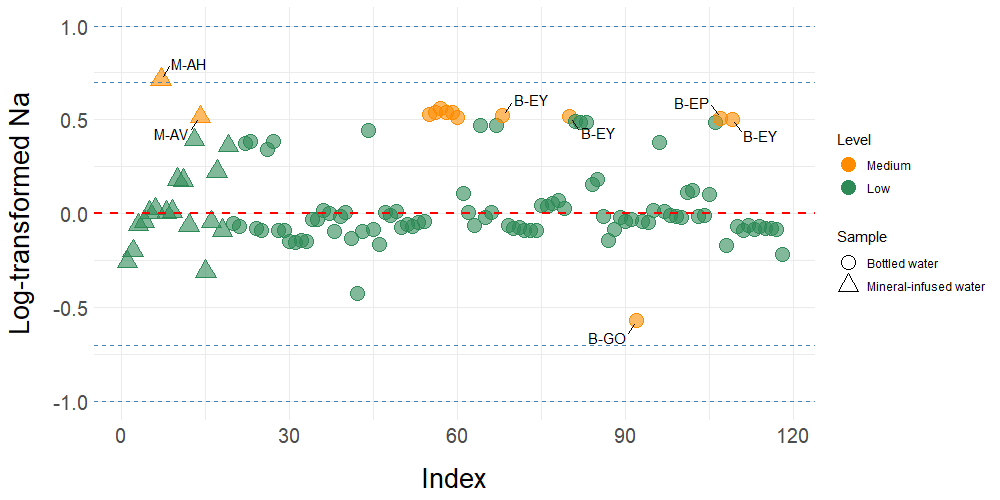 Log-transformed Na
1.0
0.5
0.0
-0.5
-1.0
M-AH
M-AV
B-EY
B-EY
B-EP
B-EY
B-GO
0
30
60
90
120
Index
Level
Medium
Low
Sample
Bottled water
Mineral-infused water